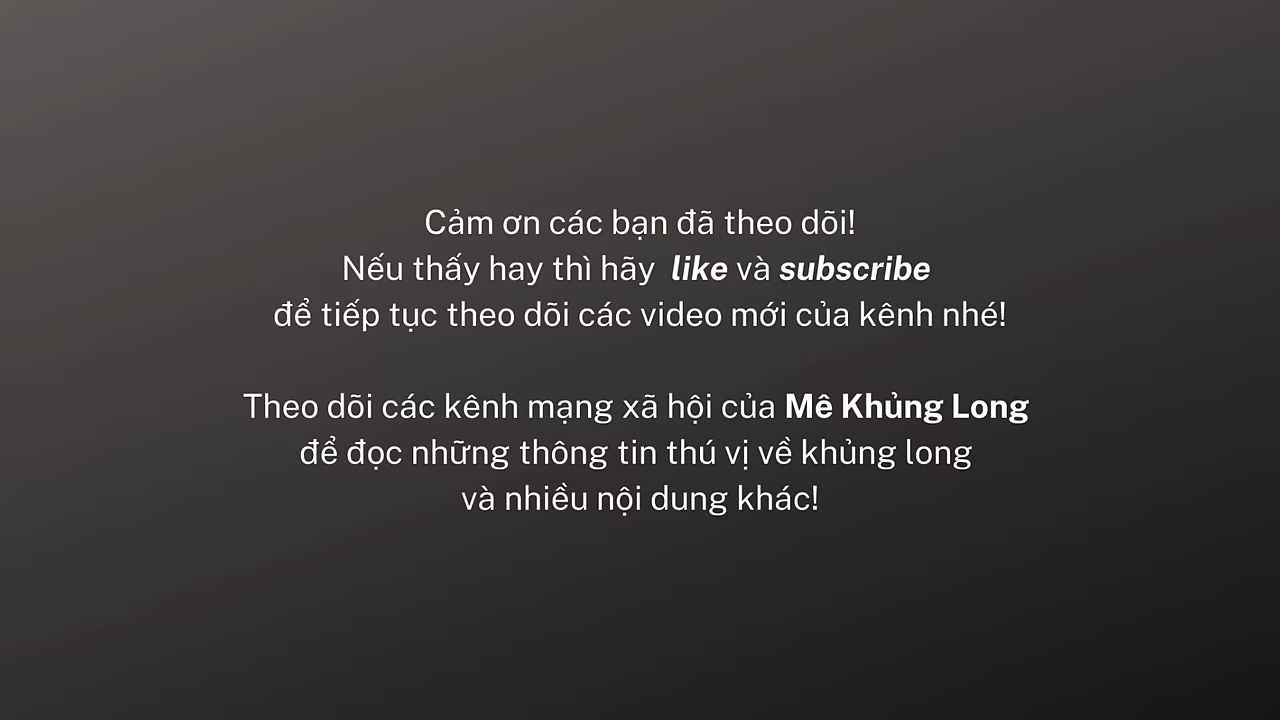 Cảm ơn các bạn đã theo dõi!
Nếu thấy hay thì hãy like và subscribe
để tiếp tục theo dõi các video mới của kênh nhé!
Theo dõi các kênh mạng xã hội của Mê Khủng Long
để đọc những thông tin thú vị về khủng long
và nhiều nội dung khác!